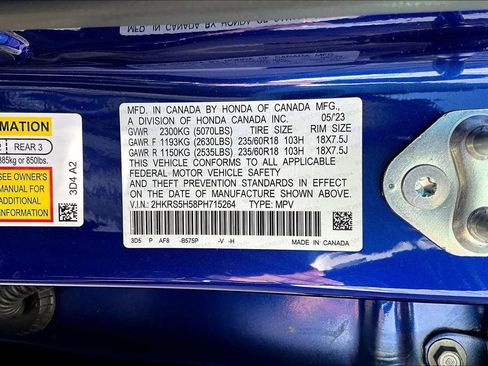 MFD. IN CANADA BY HONDA OF CANADA MFG.,
A DIVISION OF HONDA CANADA INC. 05/23
GVWR 2300KG (5070LBS) TIRE SIZE RIM SIZE
GAWR F 1193KG (2630LBS) 235/60R18 103H 18X7.5J
GAWR R 1150KG (2535LBS) 235/60R18 103H 18X7.5J
THIS VEHICLE CONFORMS TO ALL APPLICABLE
FEDERAL MOTOR VEHICLE SAFETY
AND THEFT PREVENTION STANDARDS IN EFFECT
ON THE DATE OF MANUFACTURE SHOWN ABOVE.
V.I.N.: 2HKRS5H58PH715264 TYPE: MPV
3D5 P AF8 -B575P -V -H
MADE IN CANADA
MATION
2 REAR 3
385kg or 850lbs.
SEE OWNER'S
MANUAL FOR
ADDITIONAL
INFORMATION
3D4 A2